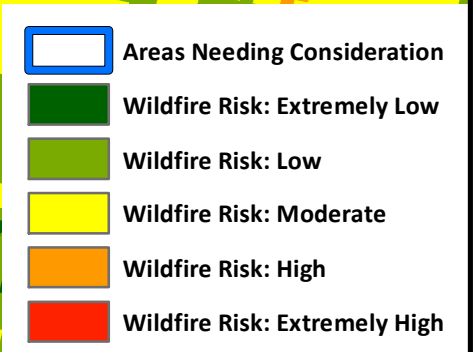 Areas Needing Consideration
Wildfire Risk: Extremely Low
Wildfire Risk: Low
Wildfire Risk: Moderate
Wildfire Risk: High
Wildfire Risk: Extremely High